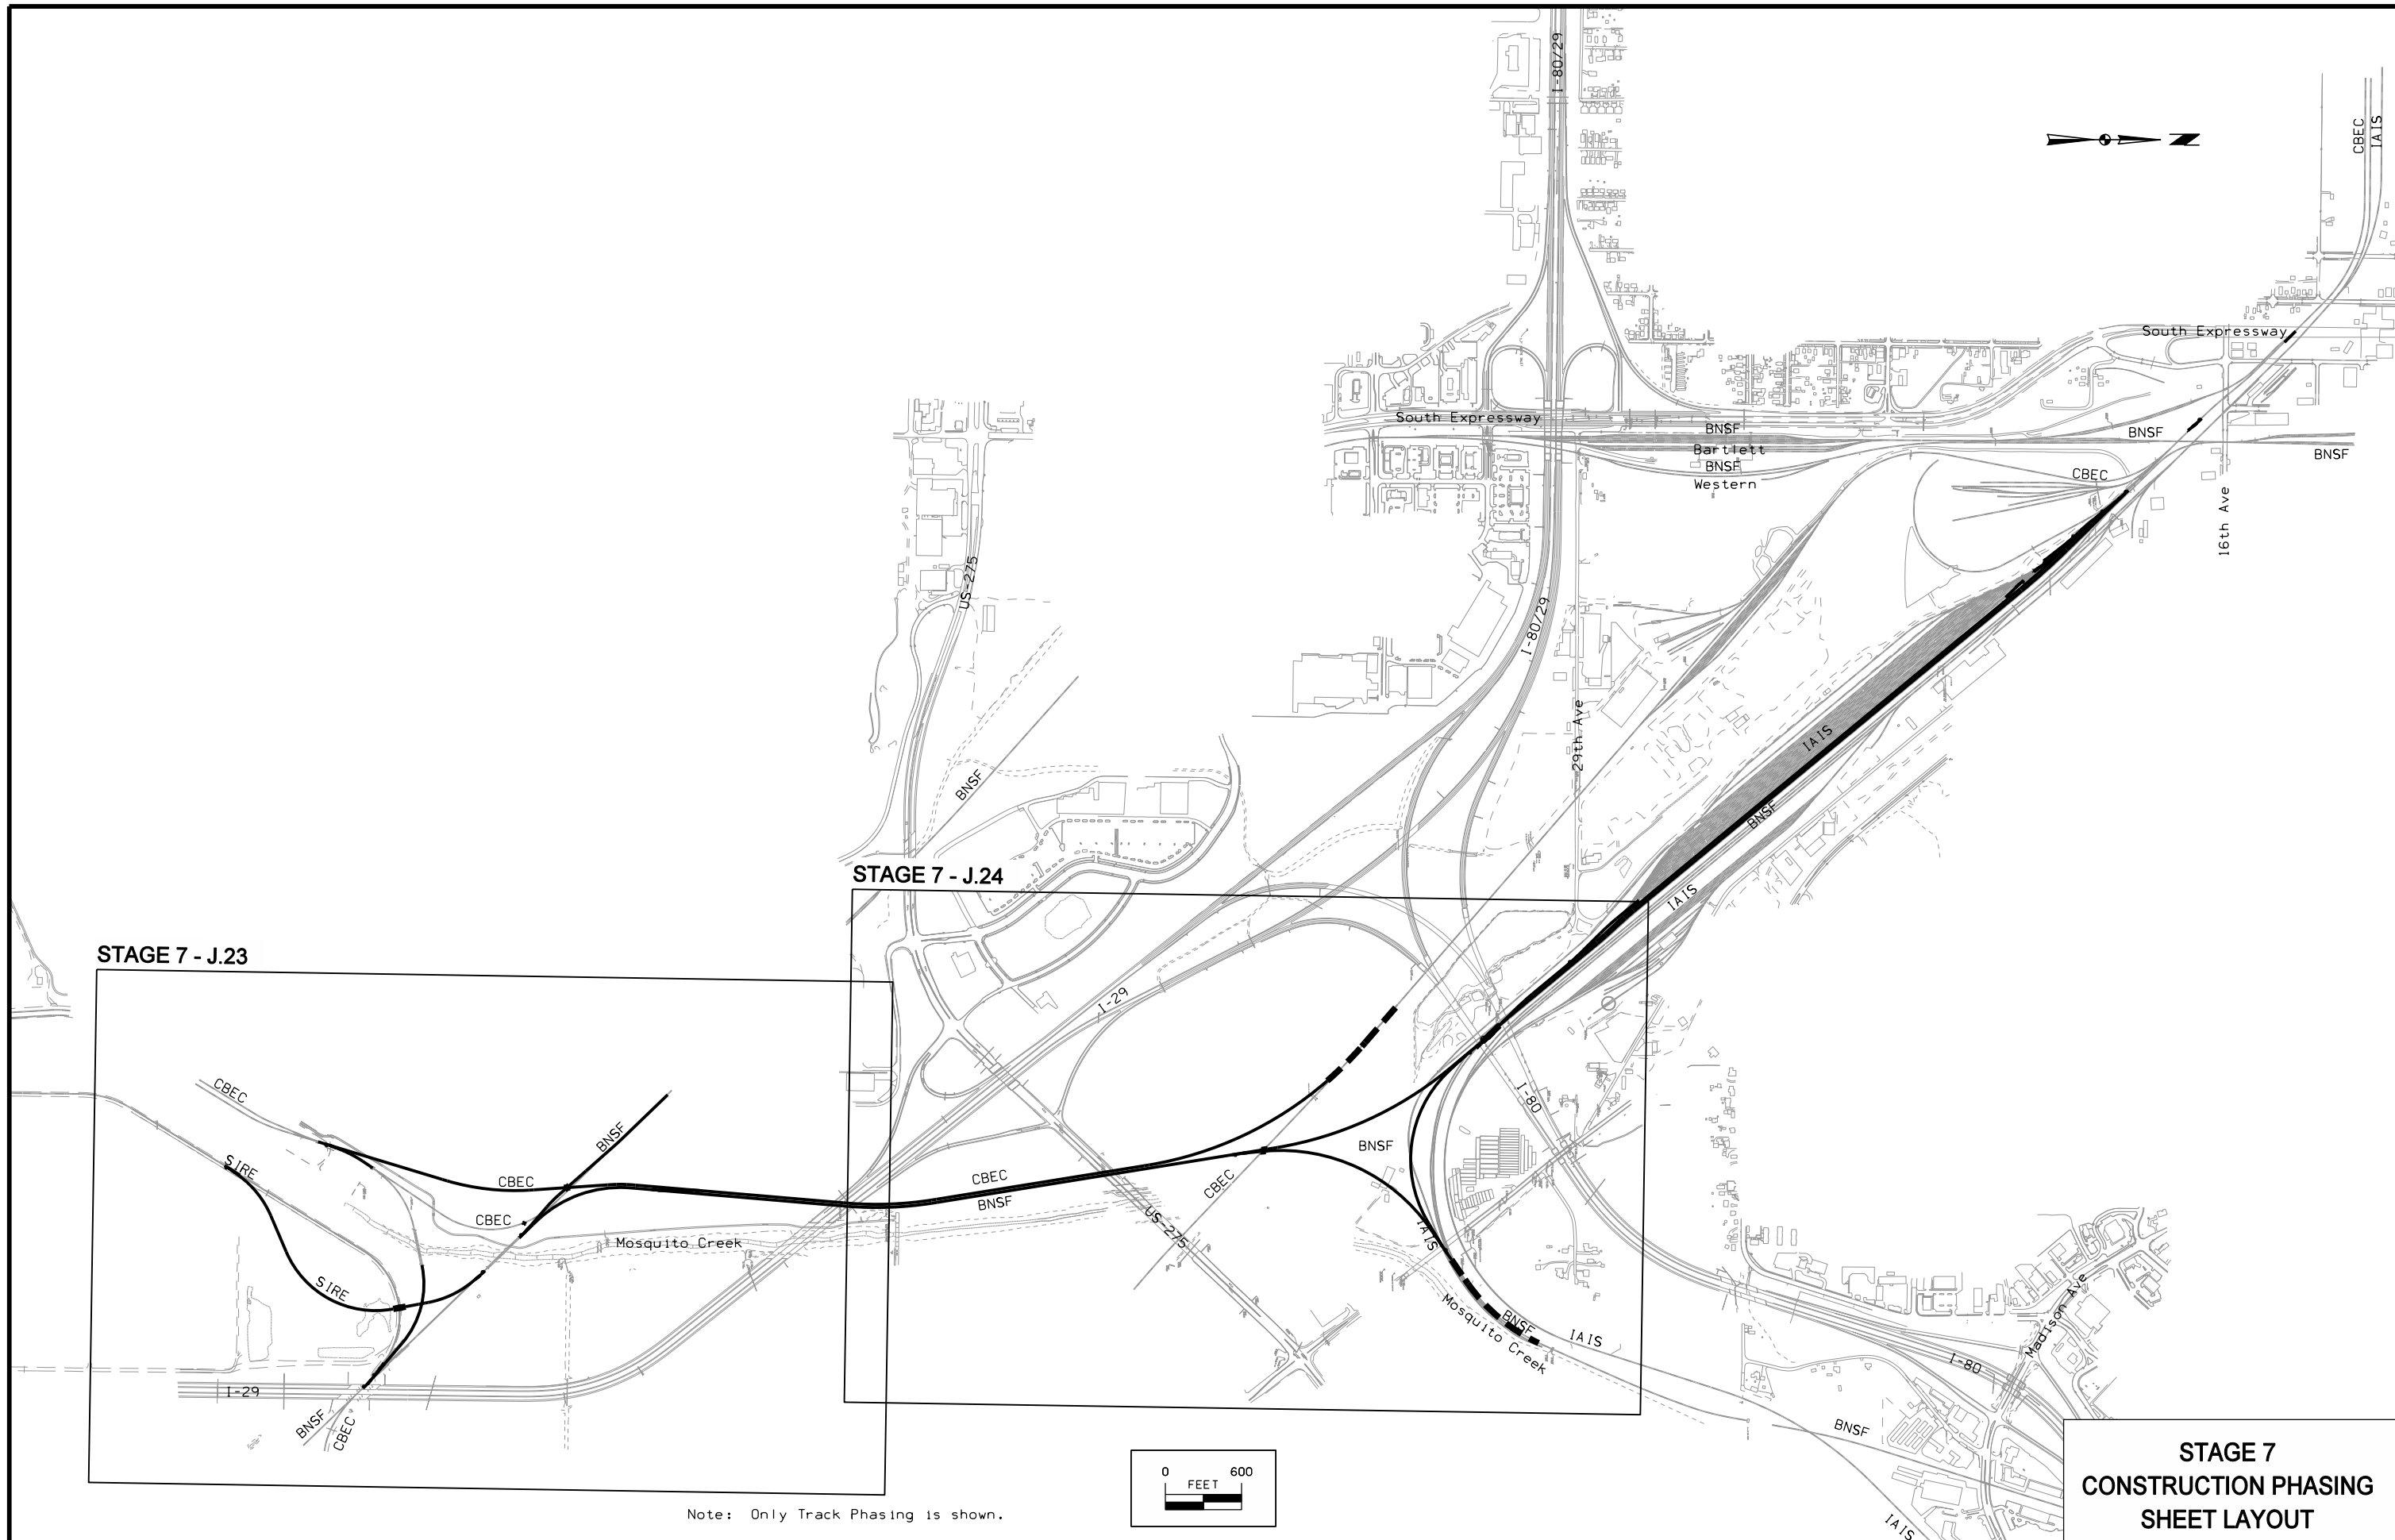 I-80/29
CBEC
IAIS
South Expressway
South Expressway
BNSF
Bartlett
BNSF
Western
BNSF
BNSF
CBEC
16th Ave
US-275
I-80/29
29th Ave
IAIS
BNSF
BNSF
IAIS
STAGE 7 - J.24
STAGE 7 - J.23
I-29
CBEC
BNSF
SIRE
CBEC
CBEC
SIRE
Mosquito Creek
CBEC
BNSF
CBEC
BNSF
I-80
US-275
IAIS
BNSF
IAIS
Mosquito Creek
Madison Ave
I-80
I-29
BNSF
CBEC
BNSF
IAIS
0 600
FEET
Note: Only Track Phasing is shown.
STAGE 7
CONSTRUCTION PHASING
SHEET LAYOUT
N